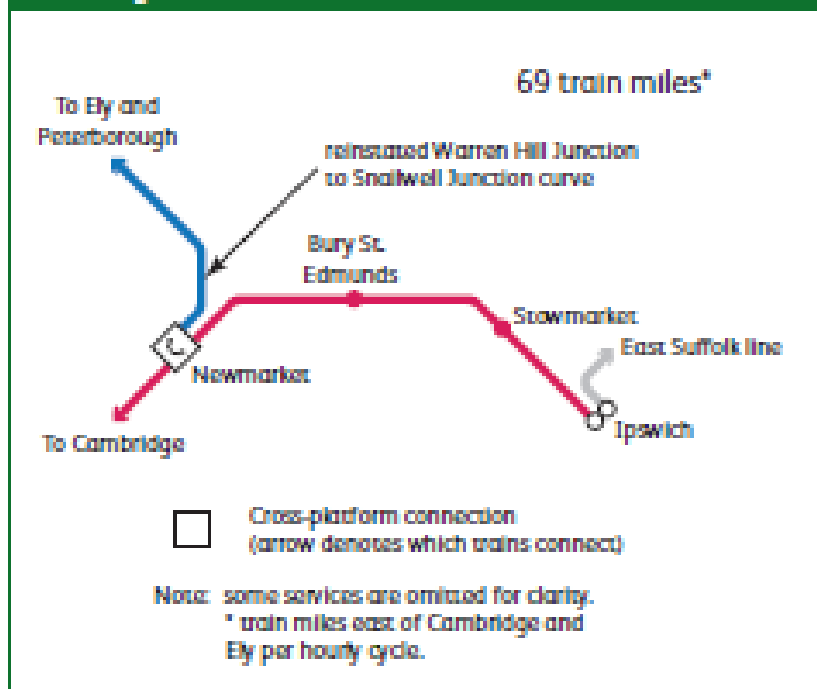 69 train miles*
To Ely and
Peterborough
reinstated Warren Hill Junction
to Snailwell Junction curve
Bury St.
Edmunds
Stowmarket
East Suffolk line
Newmarket
Ipswich
To Cambridge
Cross-platform connection
(arrow denotes which trains connect)
Note: some services are omitted for clarity.
* train miles east of Cambridge and
Ely per hourly cycle.